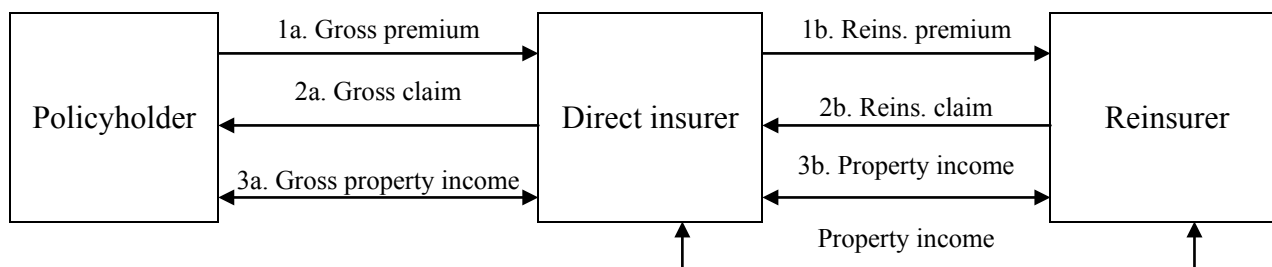 1a. Gross premium
1b. Reins. premium
2a. Gross claim
2b. Reins. claim
Policyholder
Direct insurer
Reinsurer
3a. Gross property income
3b. Property income
Property income